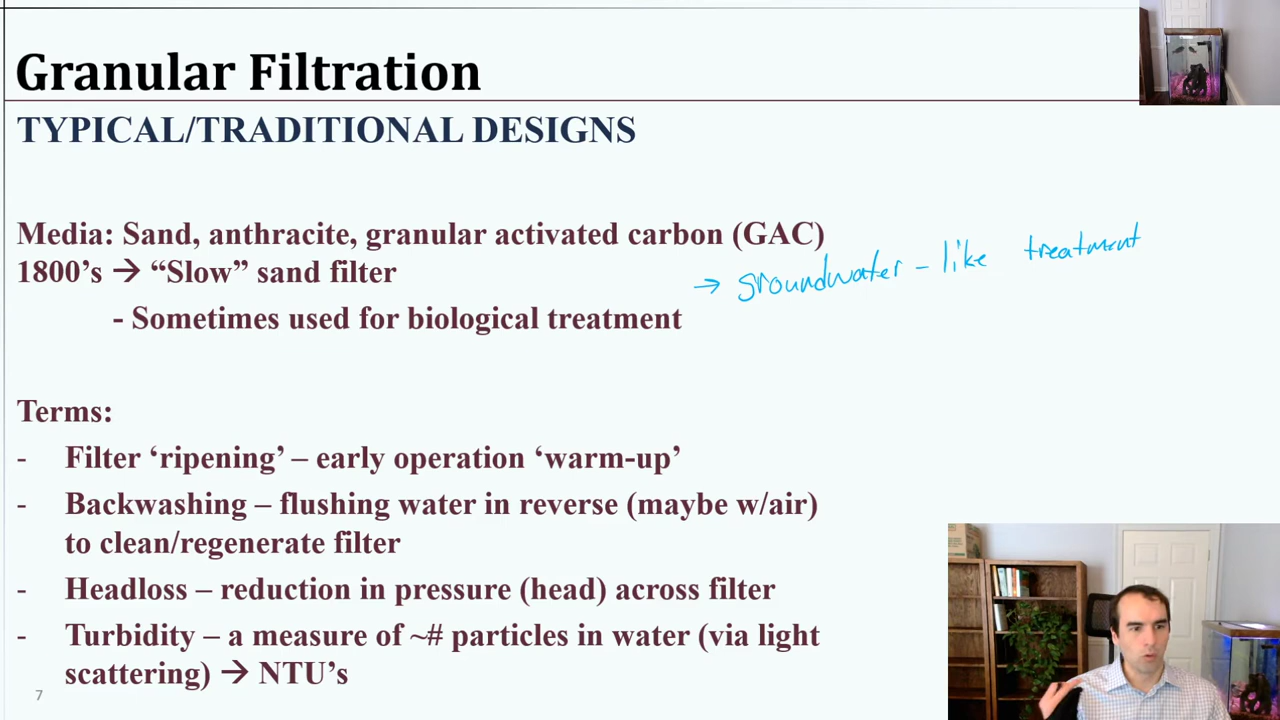 Granular Filtration
TYPICAL/TRADITIONAL DESIGNS
Media: Sand, anthracite, granular activated carbon (GAC)
1800’s → “Slow” sand filter
→ groundwater - like treatment
- Sometimes used for biological treatment
Terms:
- Filter ‘ripening’ – early operation ‘warm-up’
- Backwashing – flushing water in reverse (maybe w/air)
to clean/regenerate filter
- Headloss – reduction in pressure (head) across filter
- Turbidity – a measure of ~# particles in water (via light
scattering) → NTU’s
7